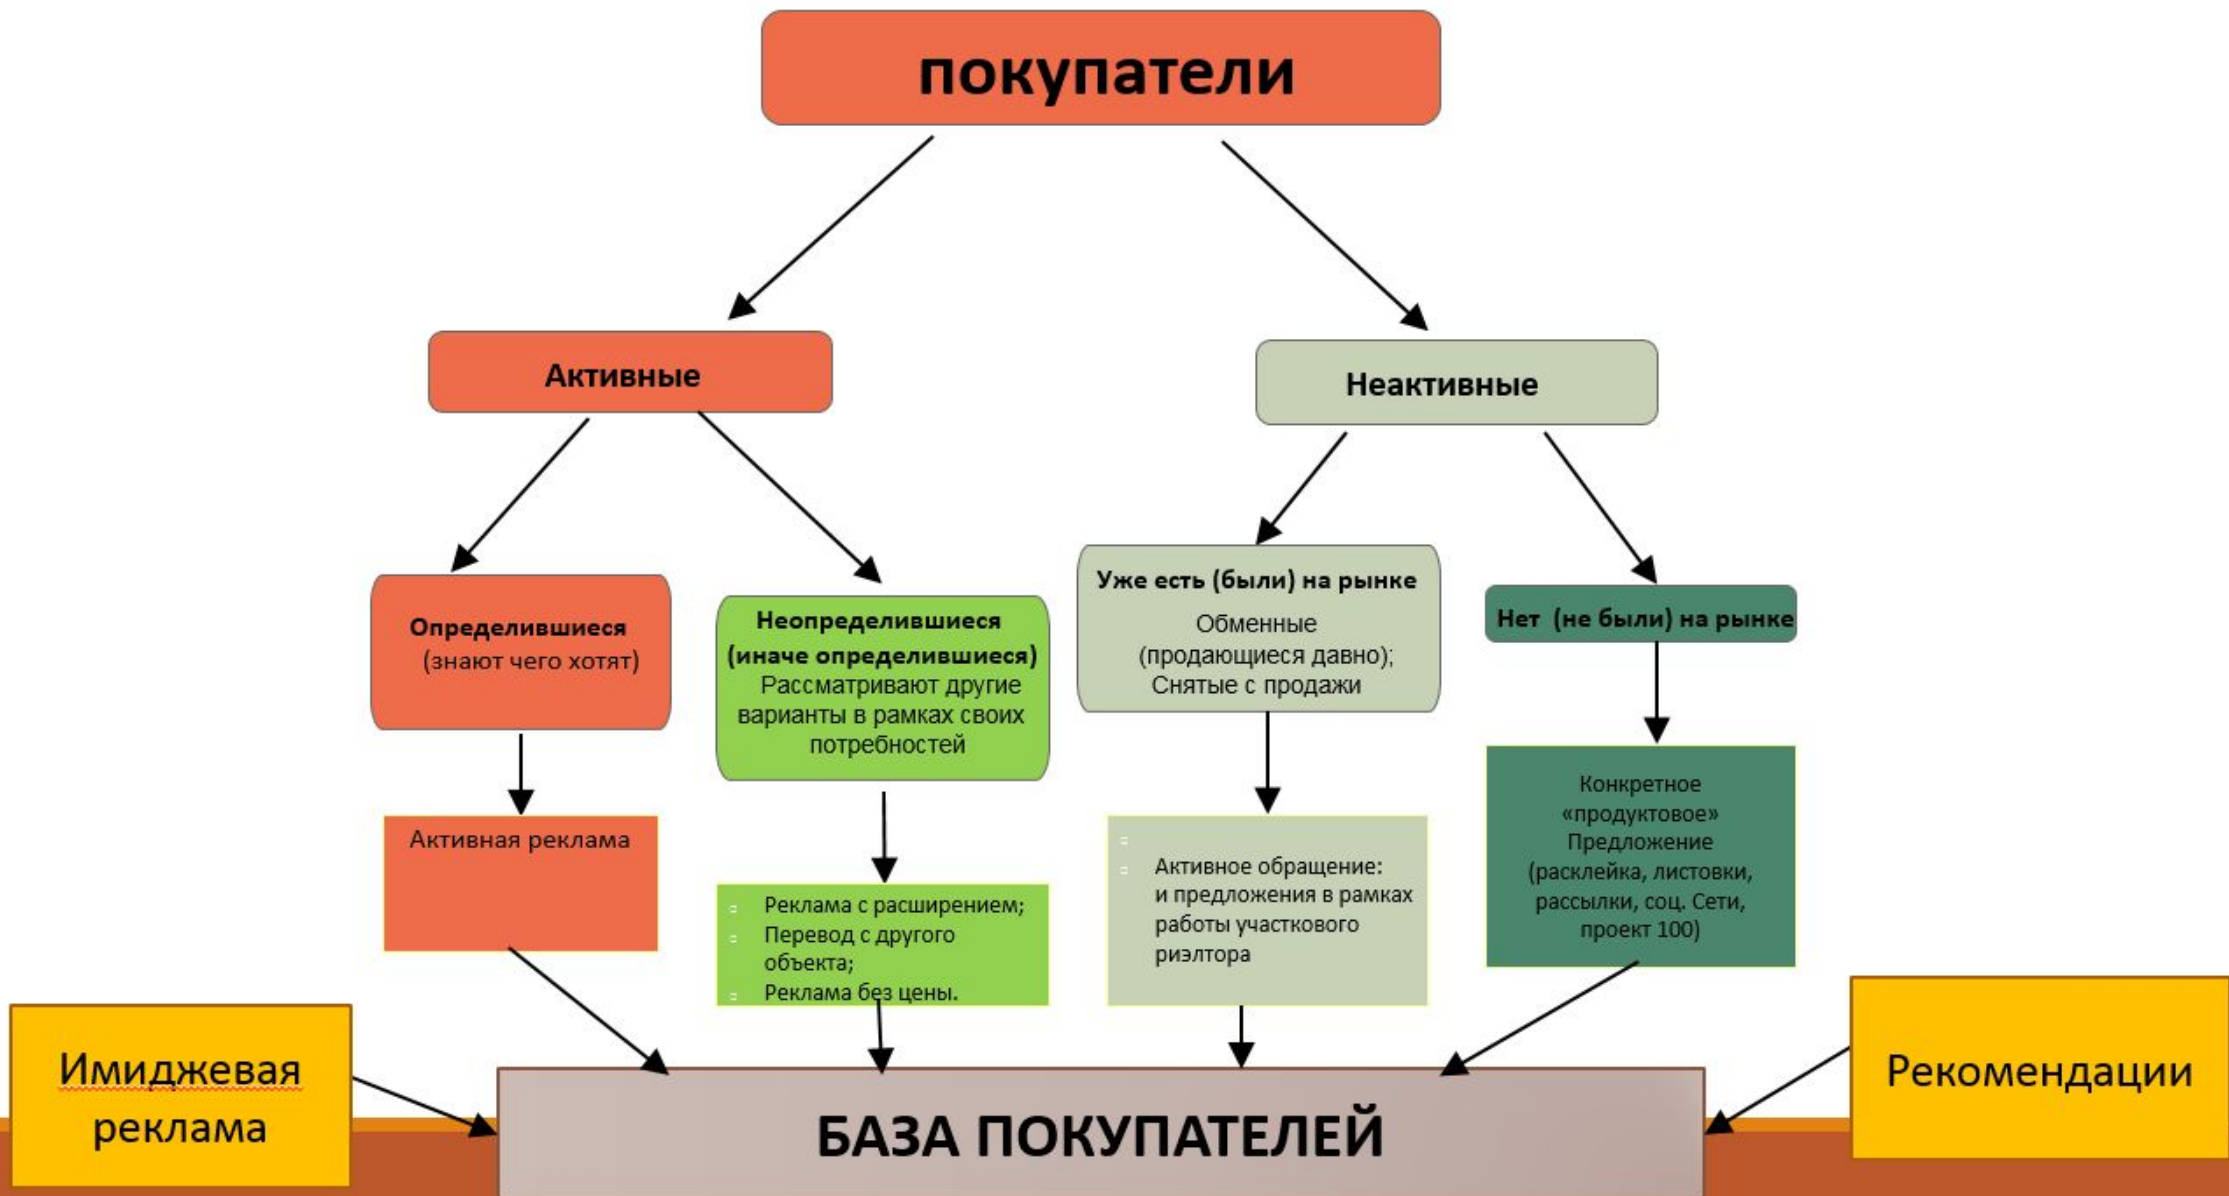 покупатели
Активные
Неактивные
Определившиеся
(знают чего хотят)
Неопределившиеся
(иначе определившиеся)
Рассматривают другие
варианты в рамках своих
потребностей
Уже есть (были) на рынке
Обменные
(продающиеся давно);
Снятые с продажи
Нет (не были) на рынке
Активная реклама
Реклама с расширением;
Перевод с другого
объекта;
Реклама без цены.
Активное обращение:
и предложения в рамках
работы участкового
риэлтора
Конкретное
«продуктовое»
Предложение
(расклейка, листовки,
рассылки, соц. Сети,
проект 100)
Имиджевая
реклама
БАЗА ПОКУПАТЕЛЕЙ
Рекомендации